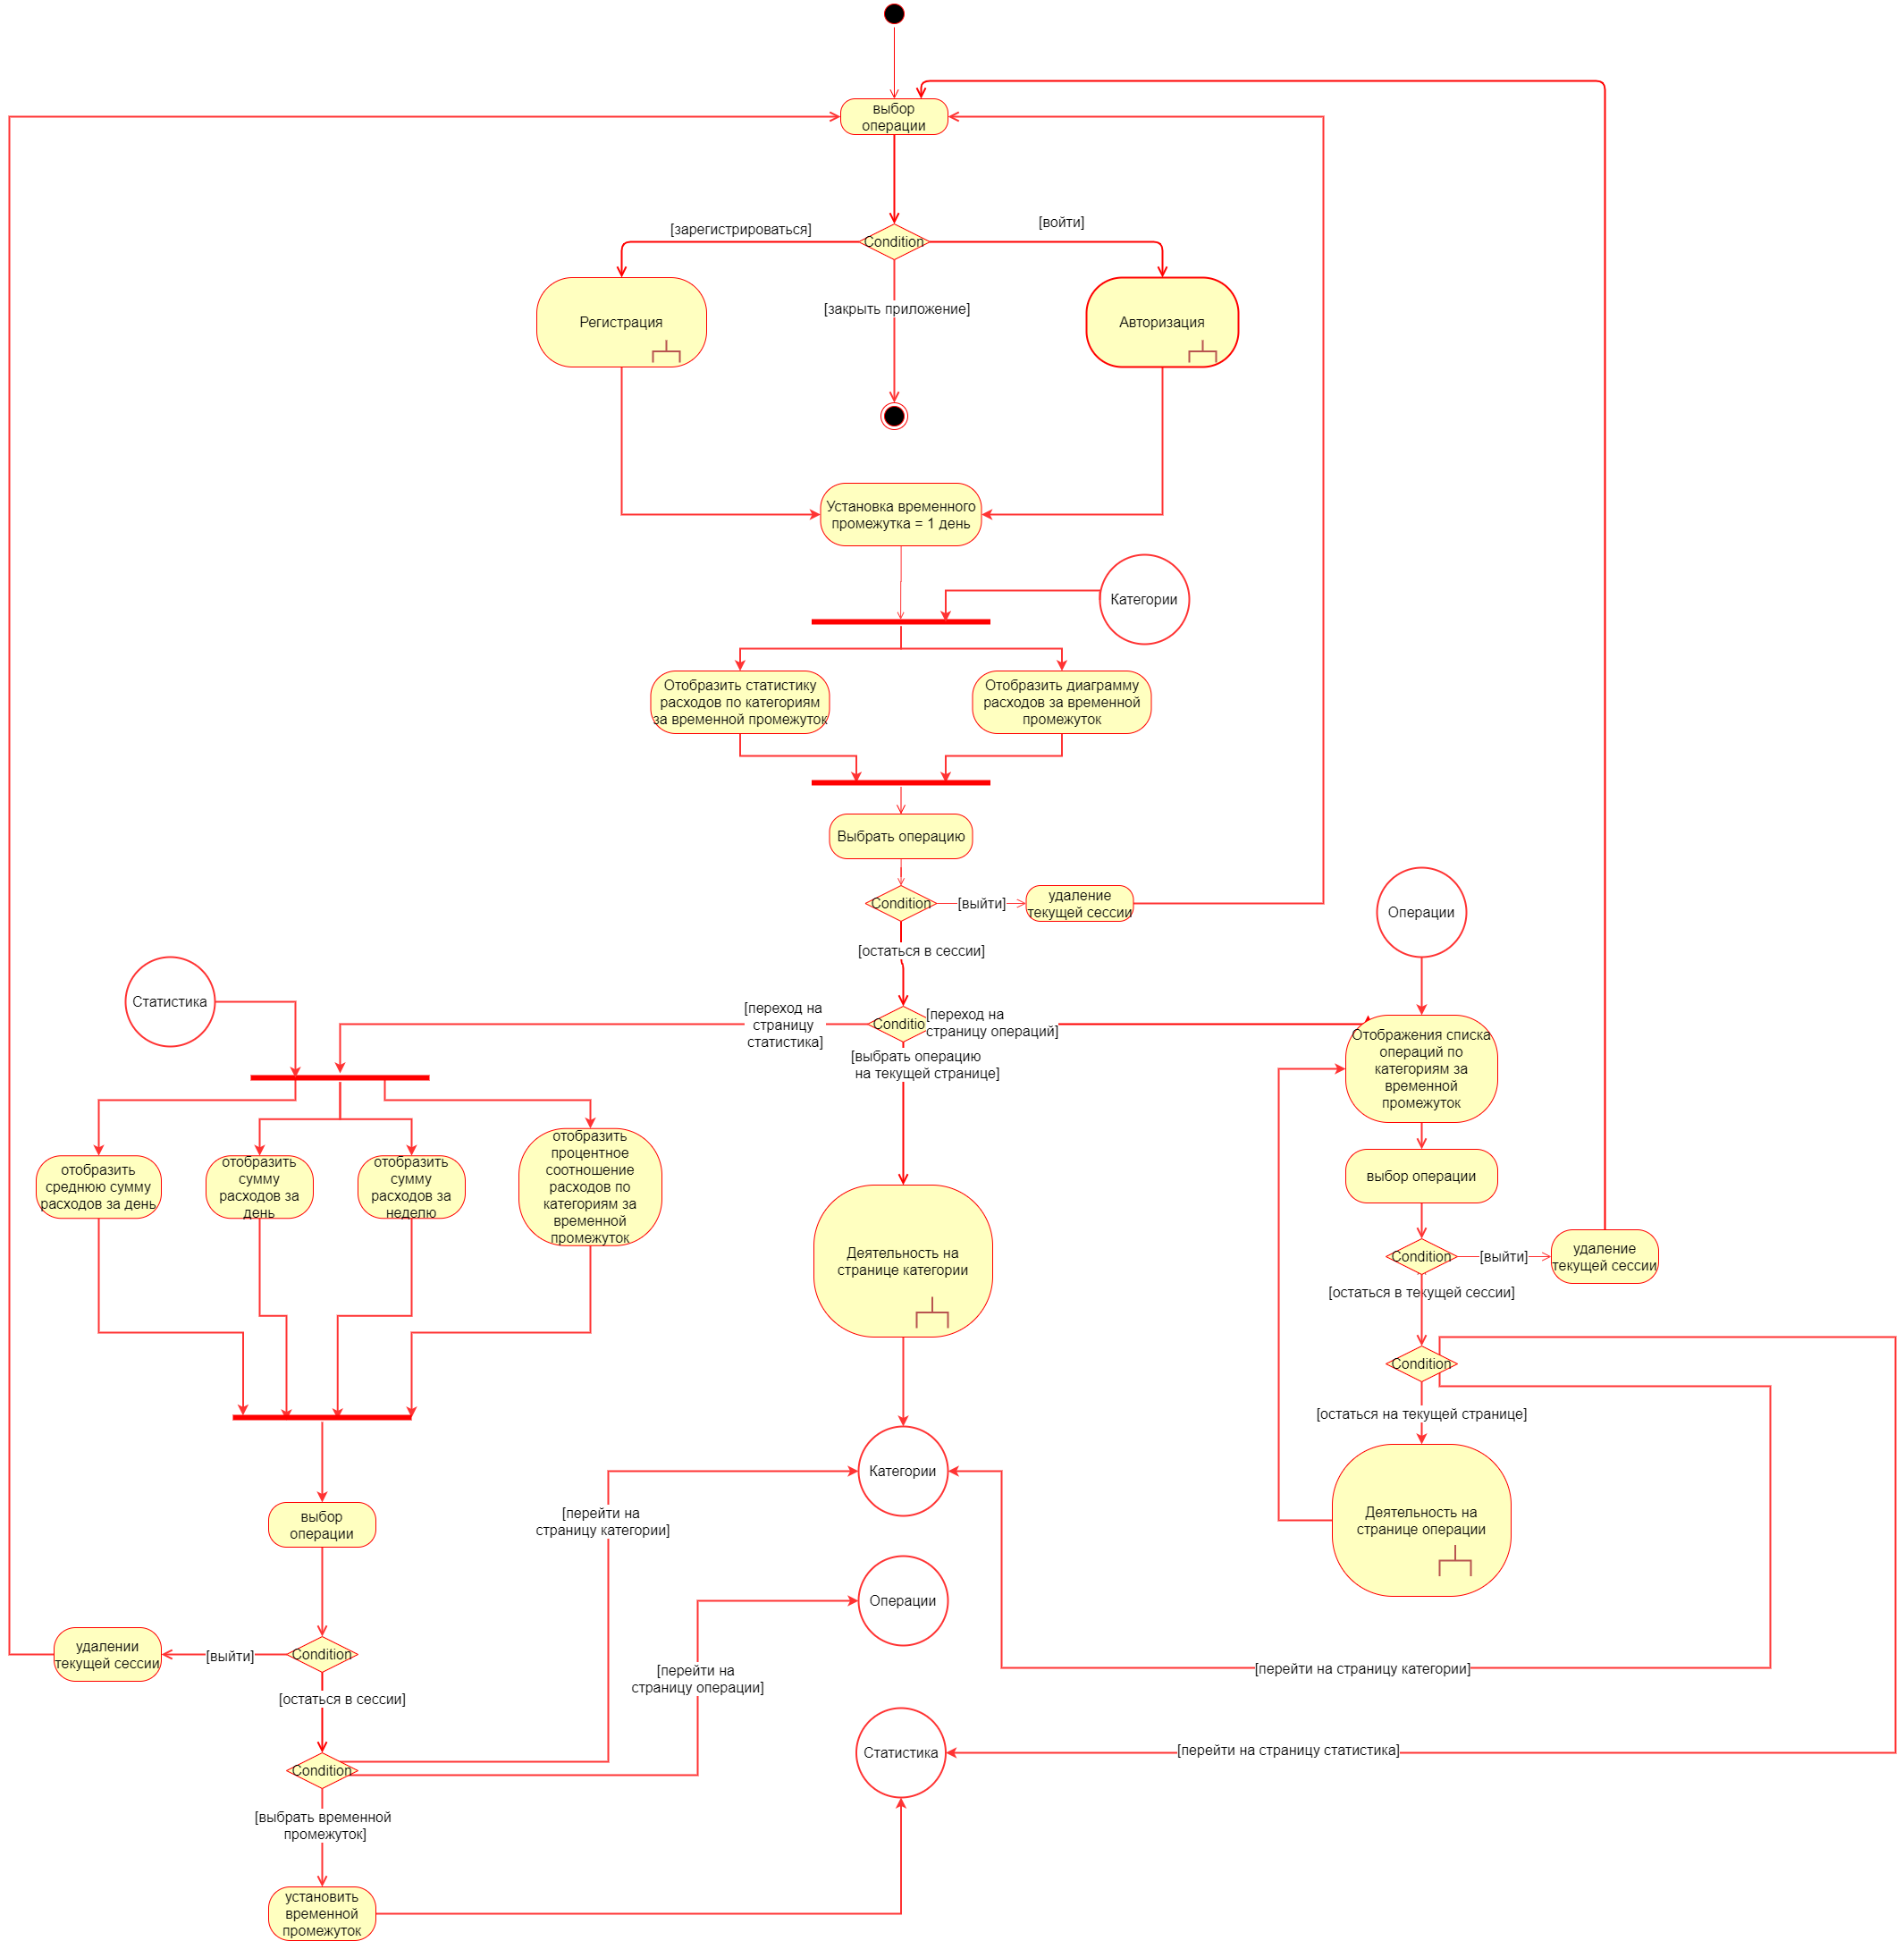 выбор
операции
[зарегистрироваться]
[войти]
Condition
[закрыть приложение]
Регистрация
Авторизация
Установка временного
промежутка = 1 день
Категории
Отобразить статистику
расходов по категориям
за временной промежуток
Отобразить диаграмму
расходов за временной
промежуток
Выбрать операцию
Condition
[выйти]
удаление
текущей сессии
[остаться в сессии]
Операции
Статистика
[переход на
страницу
статистика]
Conditio
[переход на
страницу операций]
[выбрать операцию
на текущей странице]
Отображения списка
операций по
категориям за
временной
промежуток
отобразить
среднюю сумму
расходов за день
отобразить
сумму
расходов за
день
отобразить
сумму
расходов за
неделю
отобразить
процентное
соотношение
расходов по
категориям за
временной
промежуток
выбор операции
Деятельность на
странице категории
Condition
[выйти]
удаление
текущей сессии
[остаться в текущей сессии]
Condition
[остаться на текущей странице]
Категории
Деятельность на
странице операции
выбор
операции
[перейти на
страницу категории]
Операции
удалении
текущей сессии
[выйти]
Condition
[остаться в сессии]
[перейти на
страницу операции]
[перейти на страницу категории]
Статистика
[перейти на страницу статистика]
Condition
[выбрать временной
промежуток]
установить
временной
промежуток